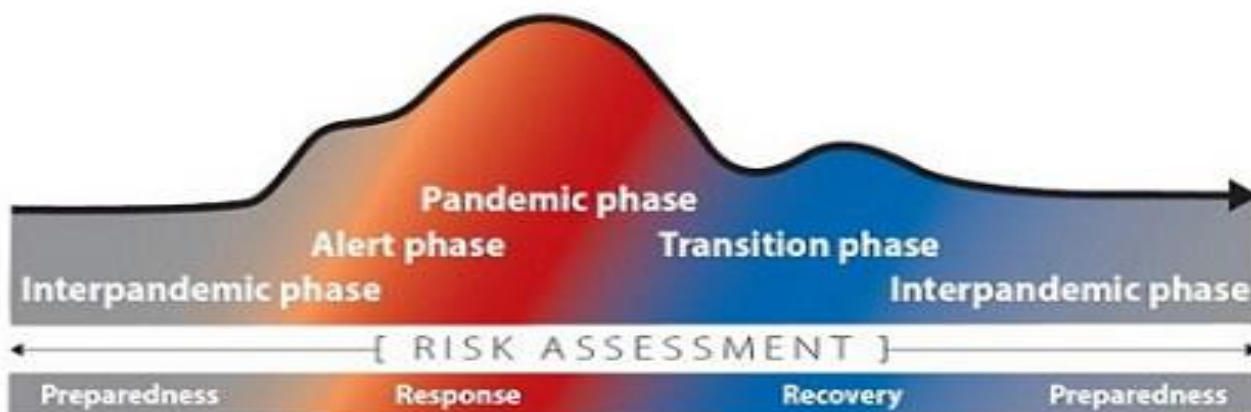 Pandemic phase
Alert phase
Transition phase
Interpandemic phase
Interpandemic phase
[ RISK ASSESSMENT ]
Preparedness
Response
Recovery
Preparedness